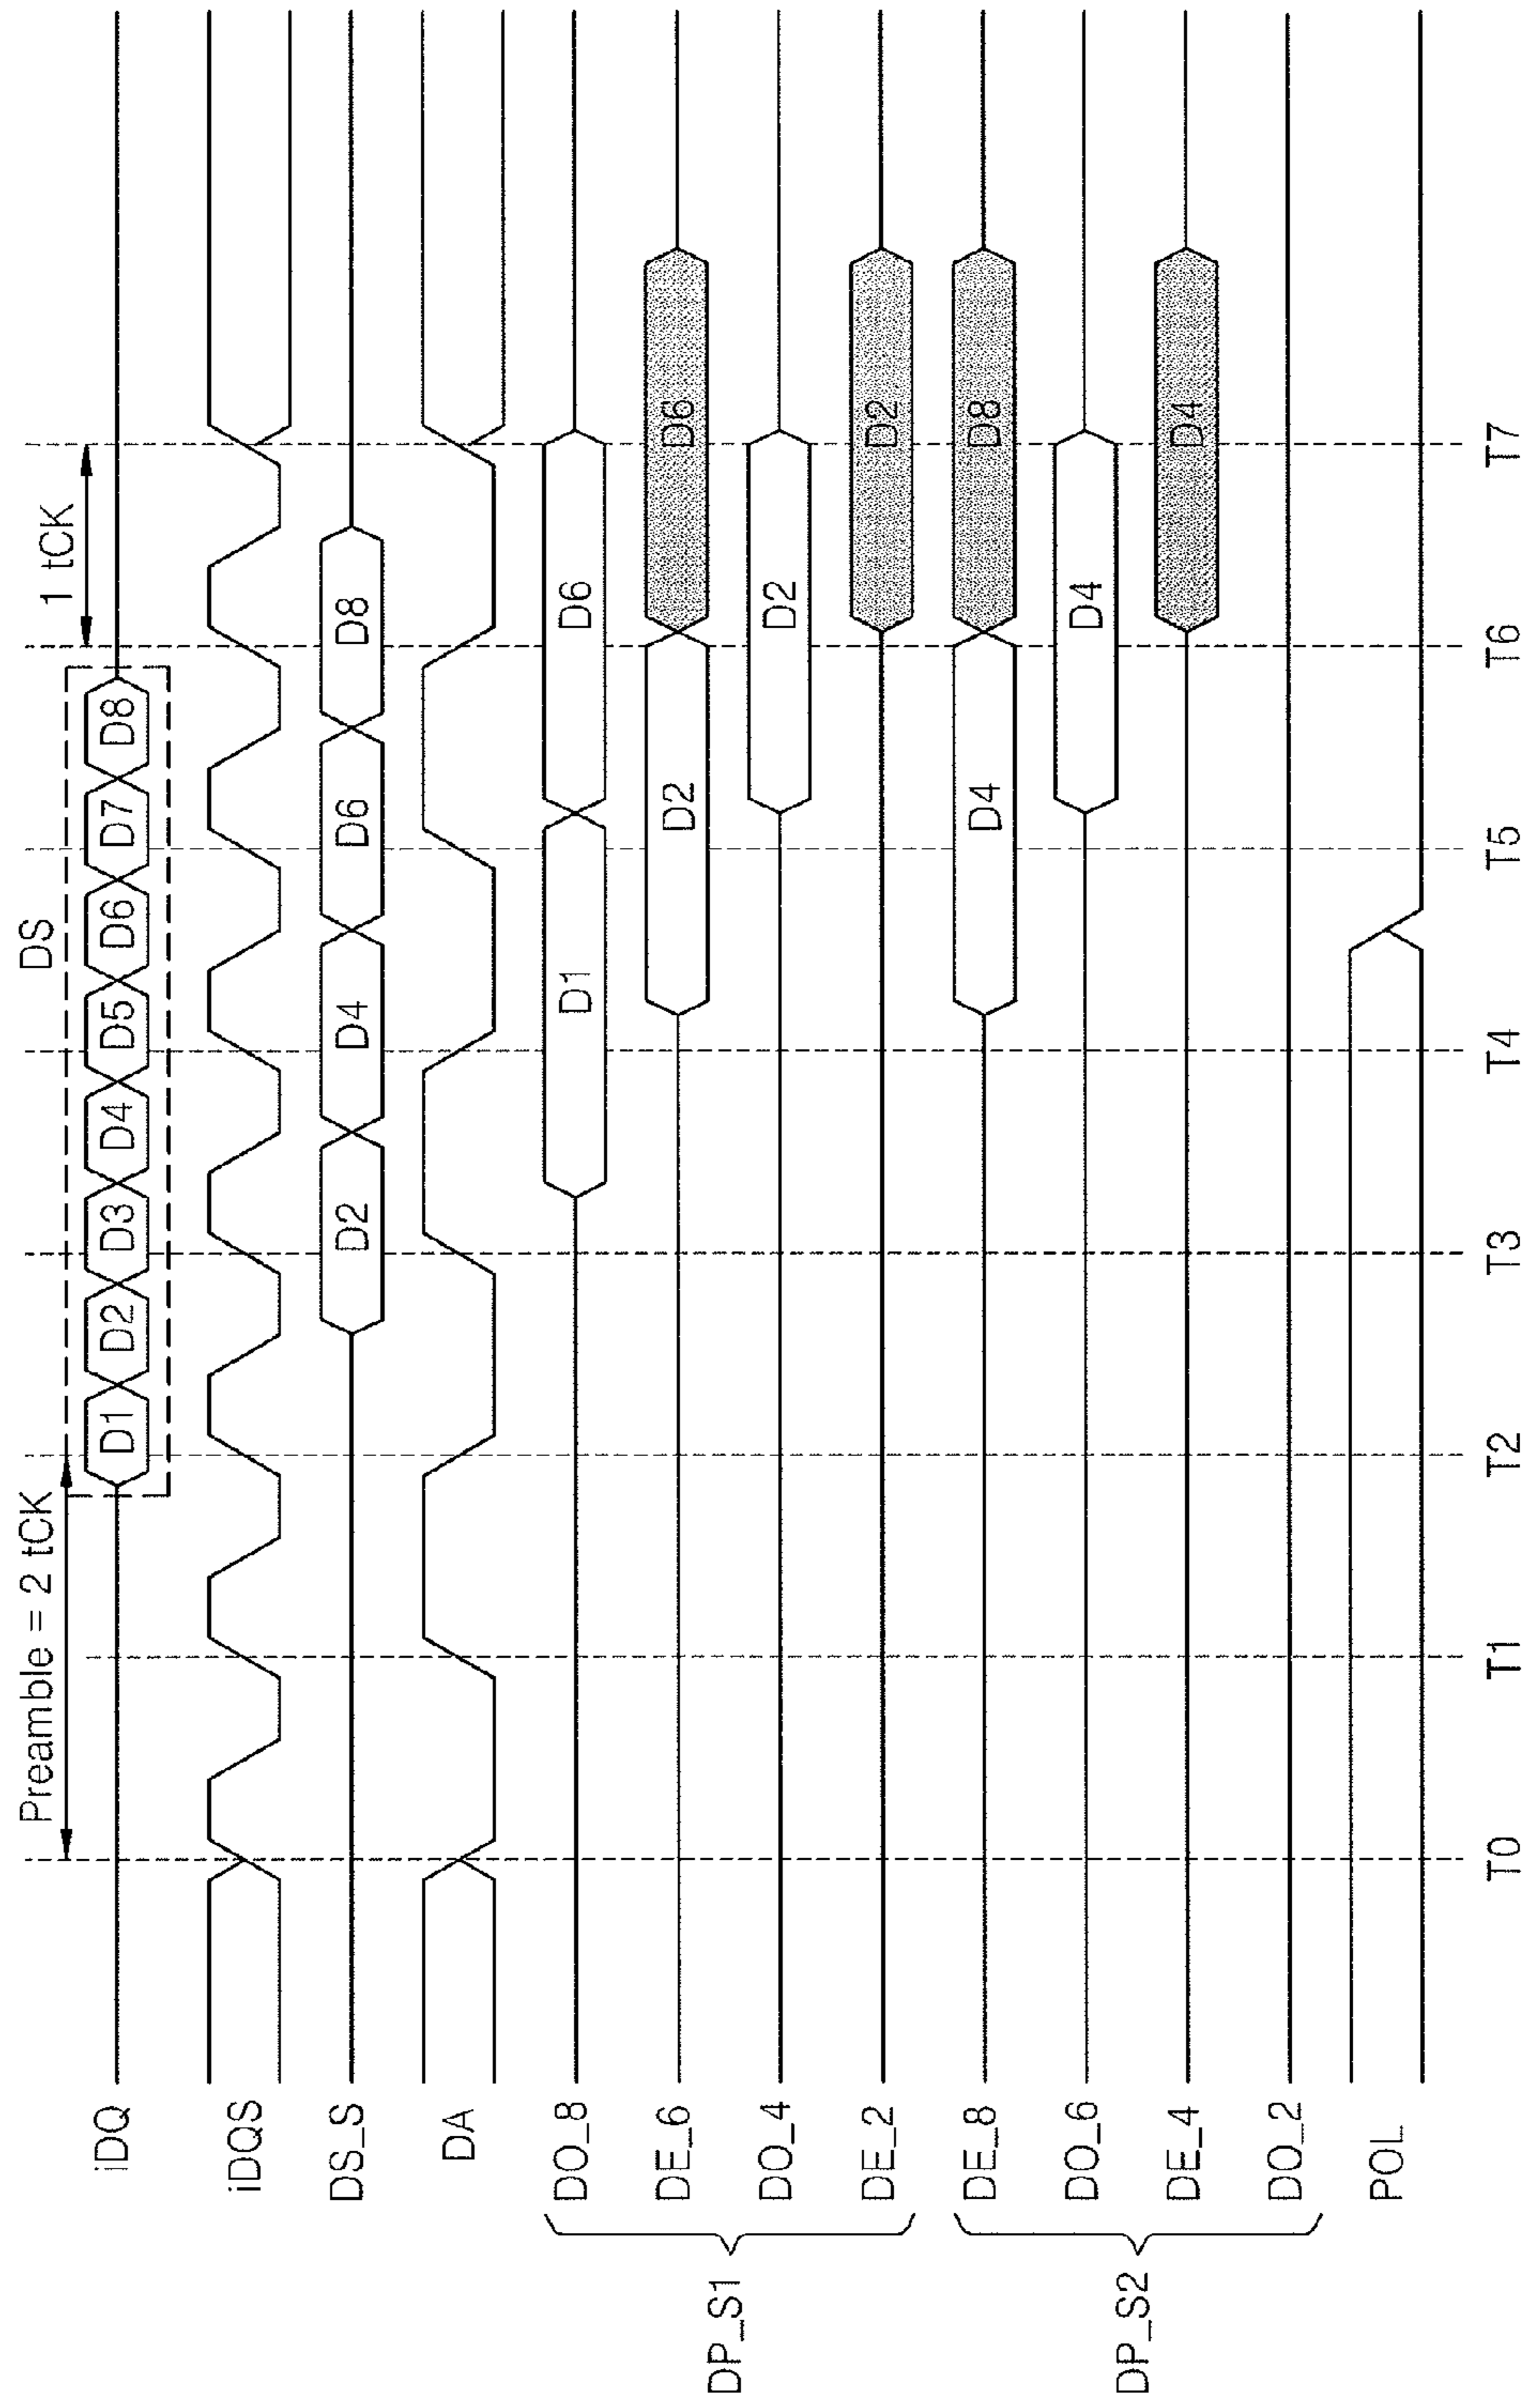 Preamble = 2 tCK
DS
1 tCK
iDQ
D1 D2 D3 D4 D5 D6 D7 D8
iDQS
DS_S
D2 D4 D6 D8
DA
DP_S1
DO_8
D1 D6
DE_6
D2 D6
DO_4
D2
DE_2
D2
DP_S2
DE_8
D4 D8
DO_6
D4
DE_4
D4
DO_2
POL
T0 T1 T2 T3 T4 T5 T6 T7